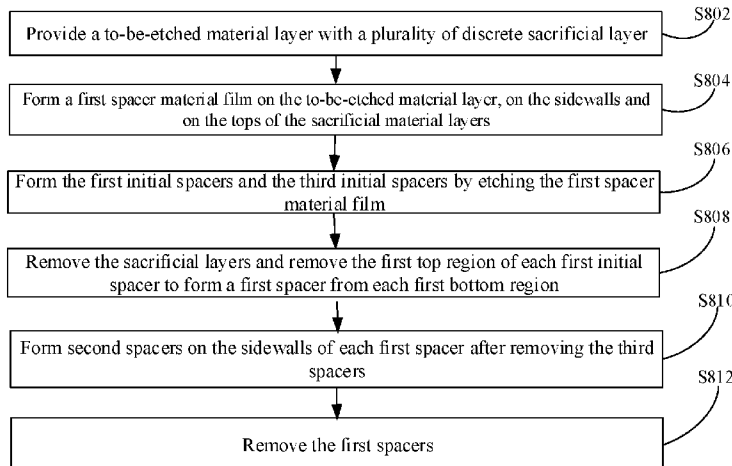 S802
Provide a to-be-etched material layer with a plurality of discrete sacrificial layer
S804
Form a first spacer material film on the to-be-etched material layer, on the sidewalls and
on the tops of the sacrificial material layers
S806
Form the first initial spacers and the third initial spacers by etching the first spacer
material film
S808
Remove the sacrificial layers and remove the first top region of each first initial
spacer to form a first spacer from each first bottom region
S810
Form second spacers on the sidewalls of each first spacer after removing the third
spacers
S812
Remove the first spacers